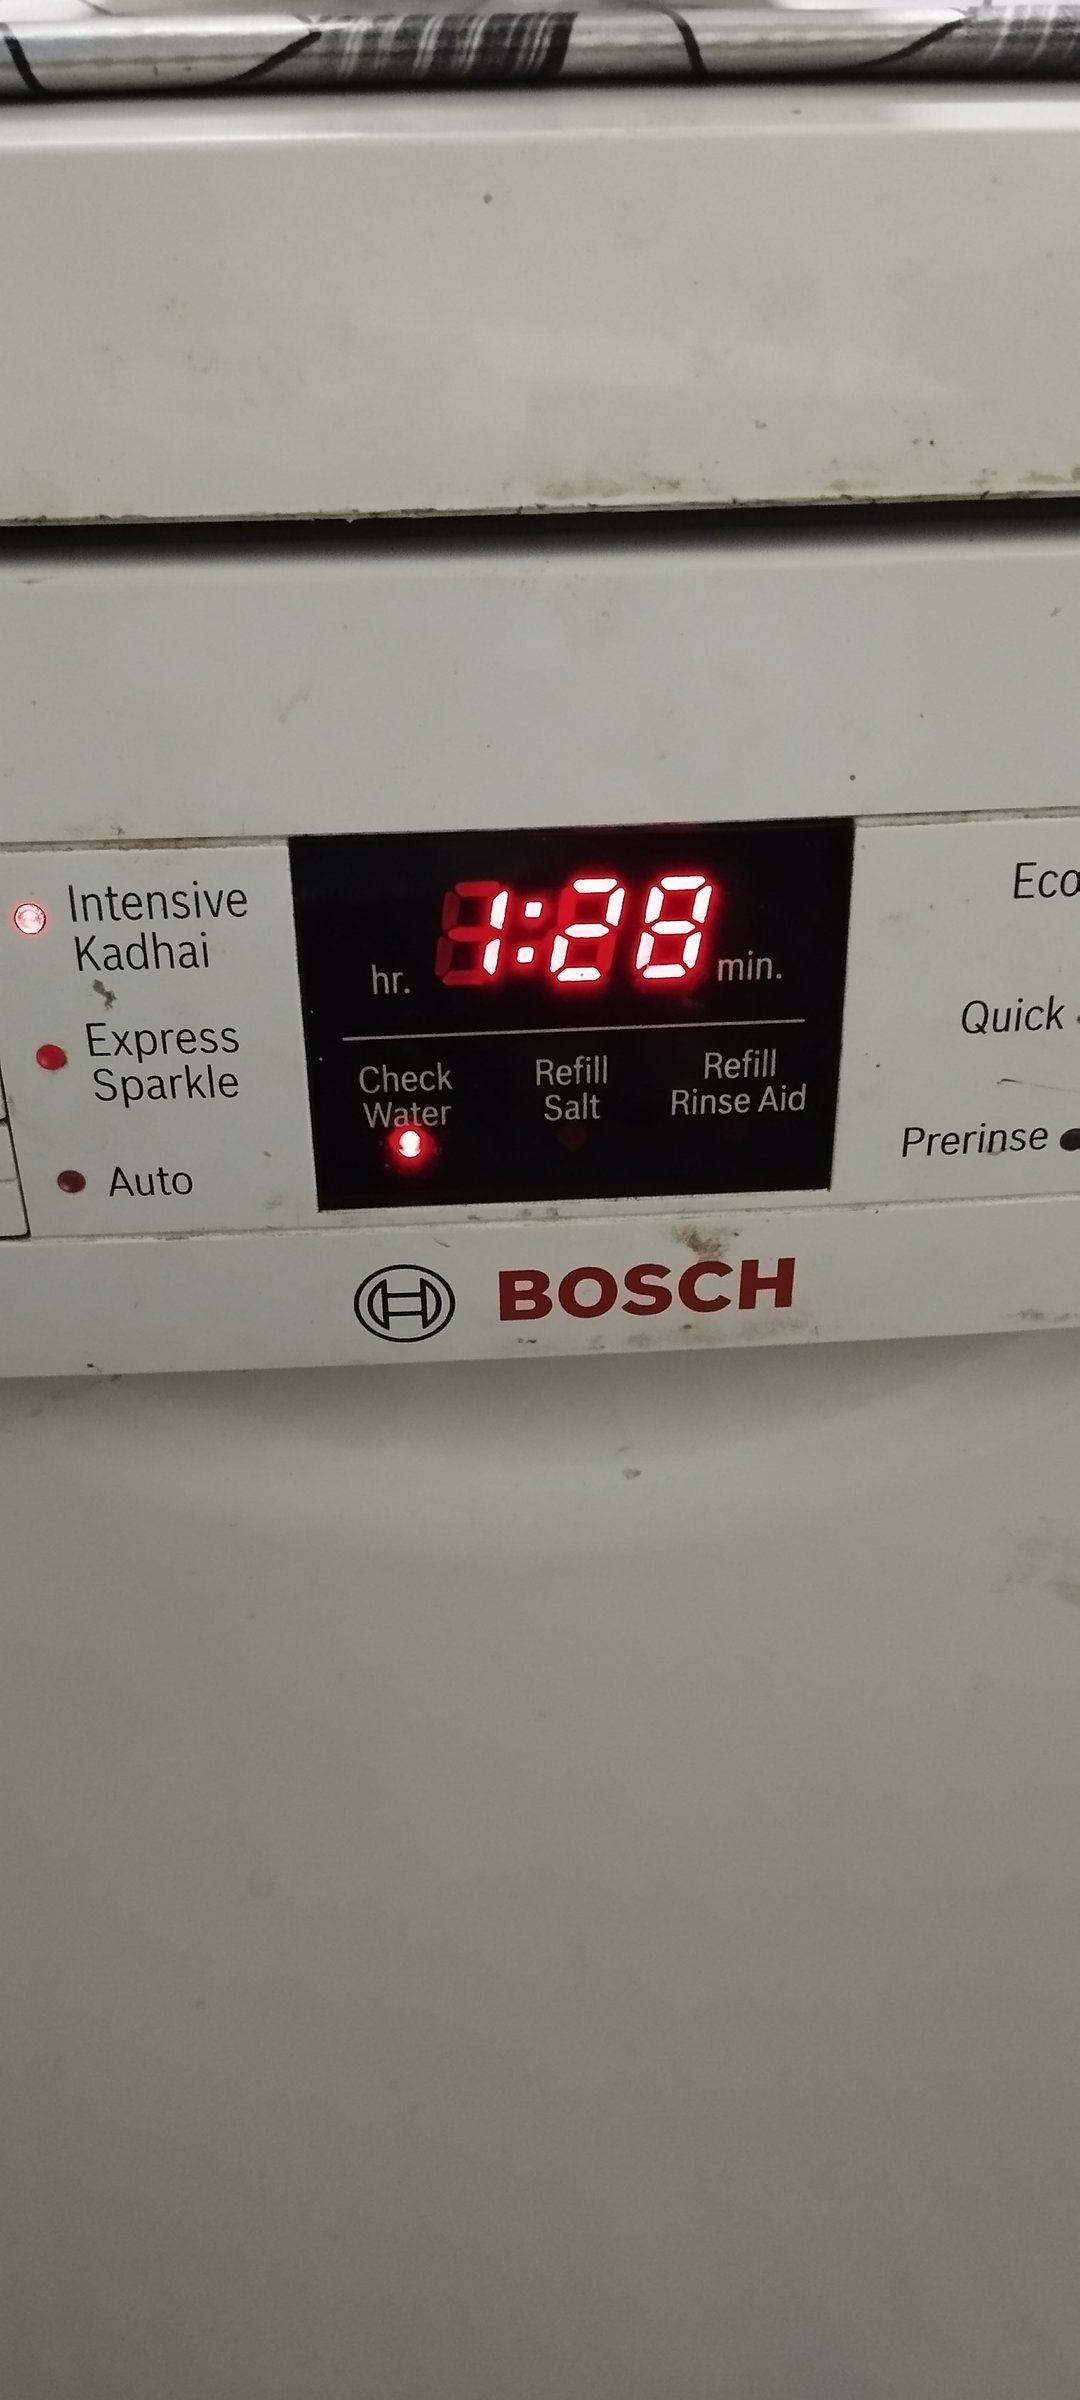 Intensive
Kadhai
Express
Sparkle
Auto
1:28
hr.
min.
Check
Water
Refill
Salt
Refill
Rinse Aid
Eco
Quick
Prerinse
BOSCH